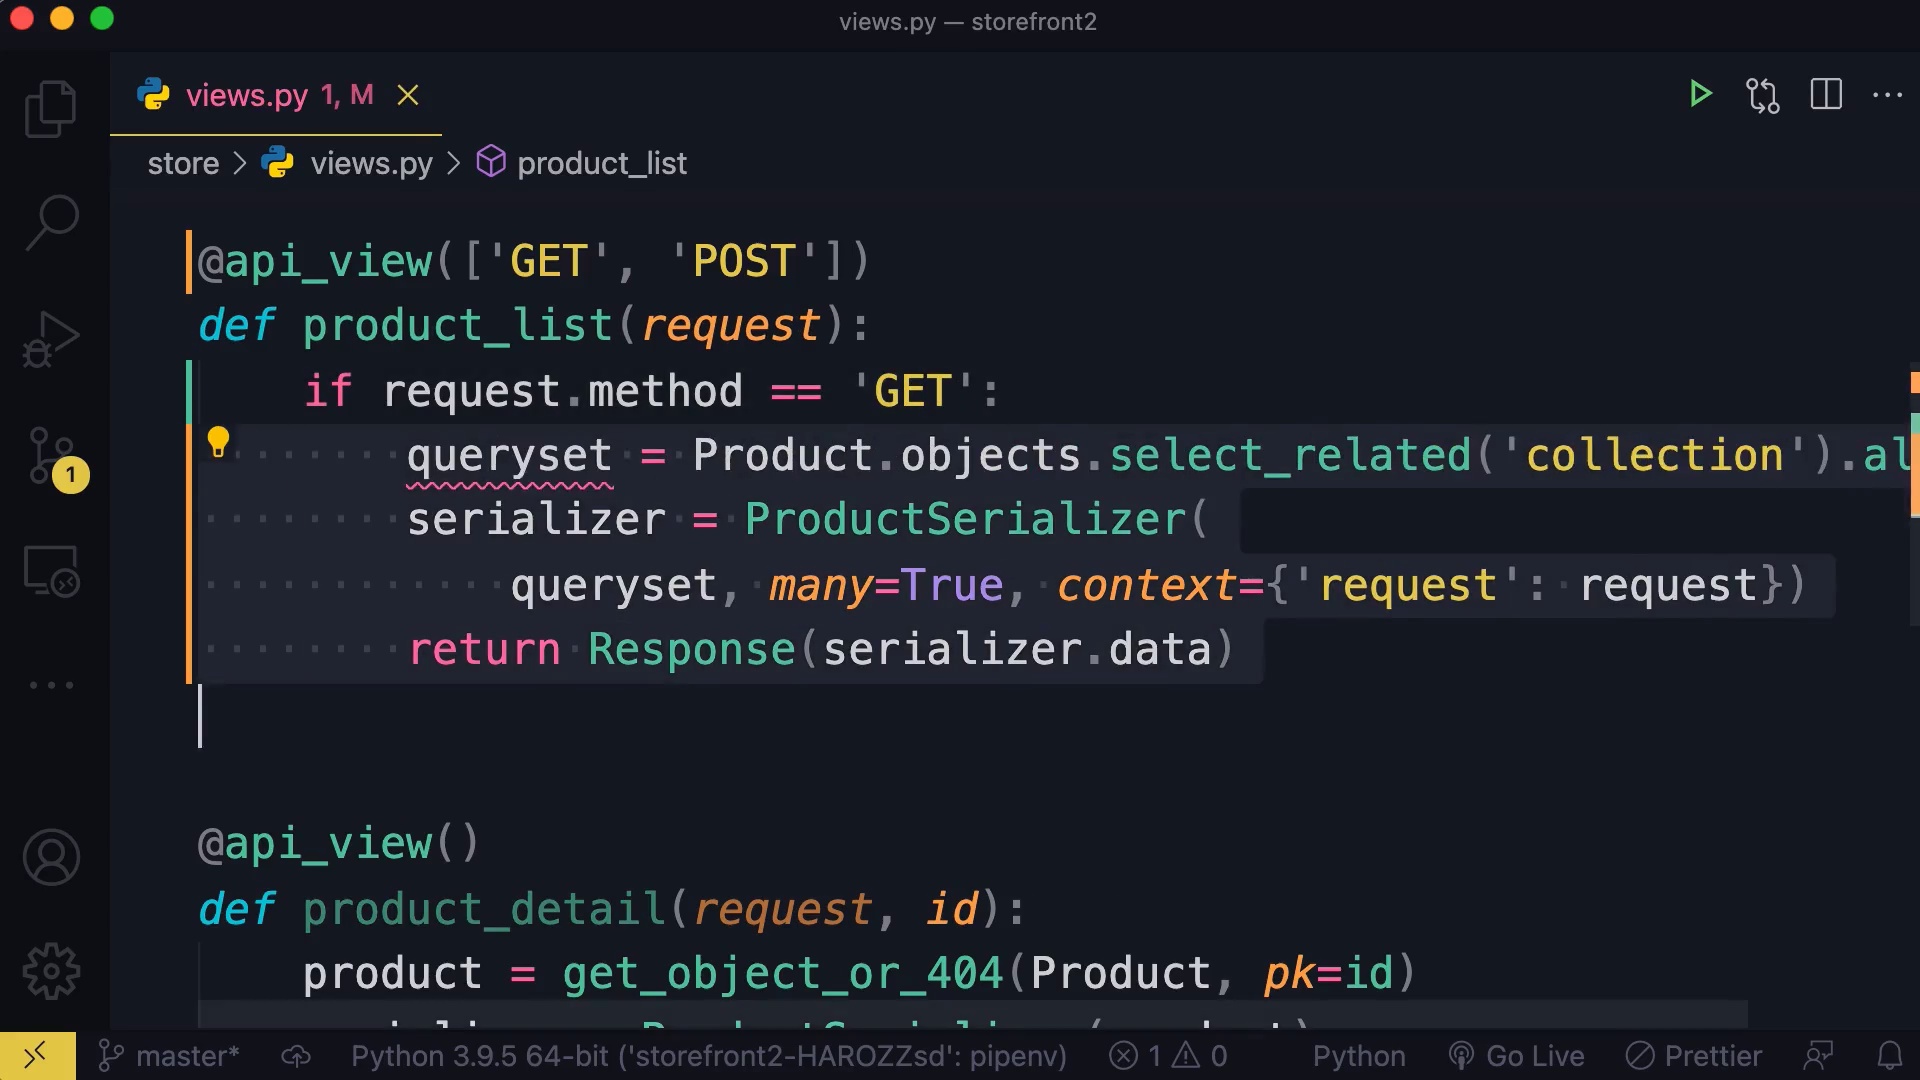 views.py — storefront2
views.py 1, M
store > views.py > product_list
@api_view(['GET', 'POST'])
def product_list(request):
if request.method == 'GET':
queryset = Product.objects.select_related('collection').al
serializer = ProductSerializer(
queryset, many=True, context={'request': request})
return Response(serializer.data)
@api_view()
def product_detail(request, id):
product = get_object_or_404(Product, pk=id)
1
master* Python 3.9.5 64-bit ('storefront2-HAROZZsd': pipenv) 1 0 Python Go Live Prettier